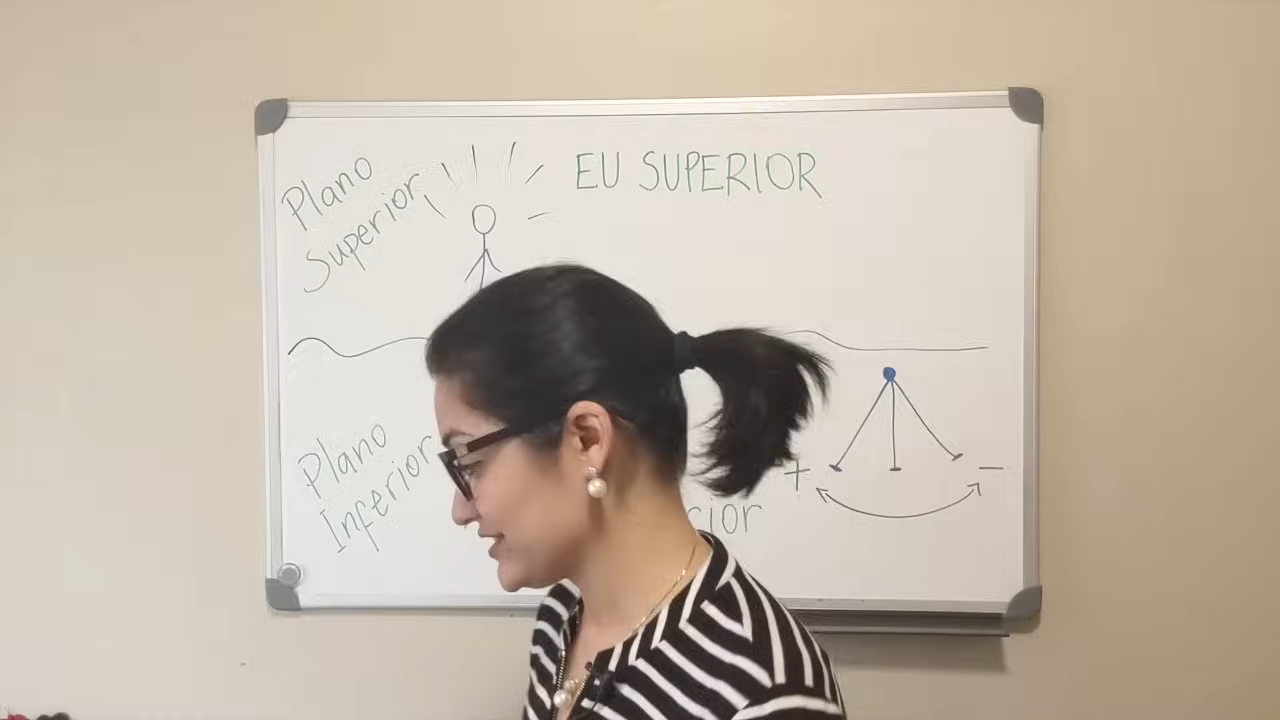 Plano
Superior
EU SUPERIOR
Plano
Inferior
+
−